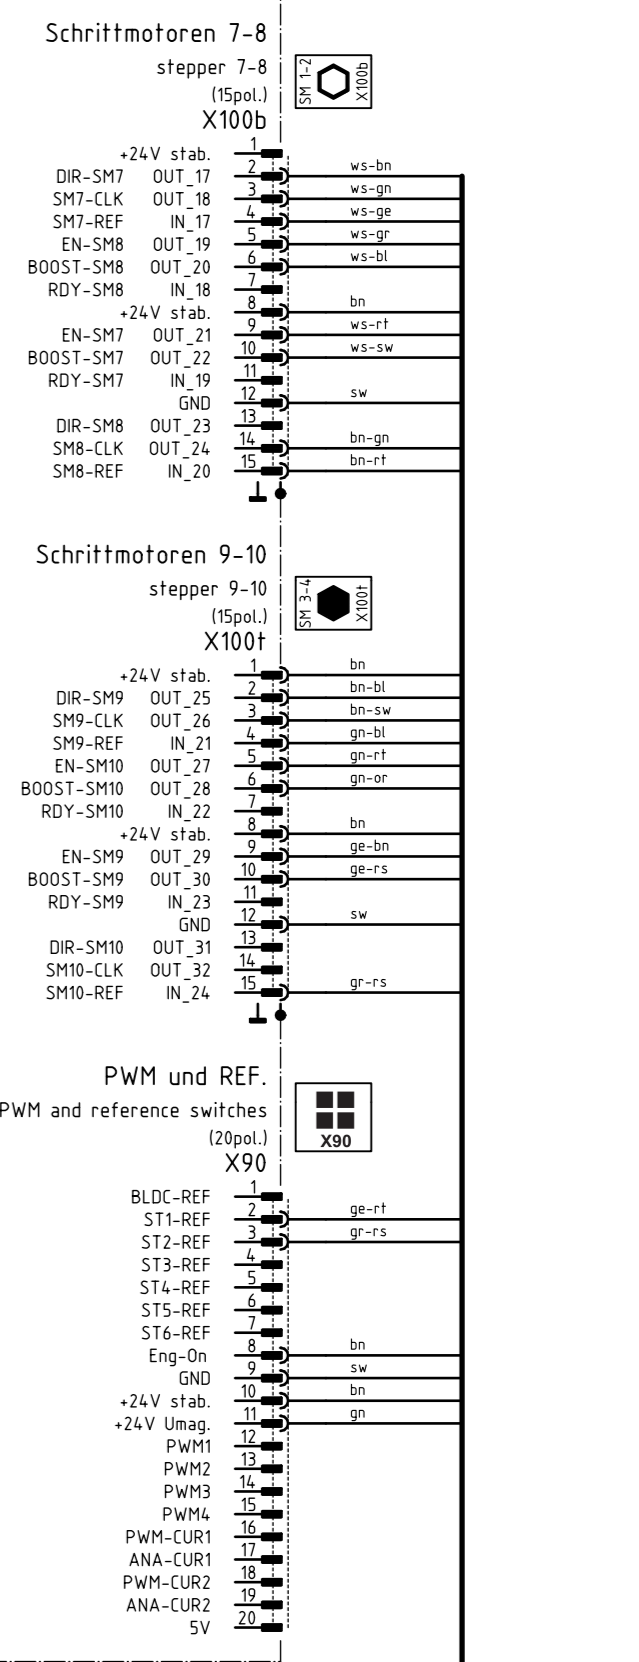 Schrittmotoren 7-8
stepper 7-8
(15pol.)
X100b
SM 1-2
X100b
+24V stab. 1
DIR-SM7 OUT_17 2 ws-bn
SM7-CLK OUT_18 3 ws-gn
SM7-REF IN_17 4 ws-ge
EN-SM8 OUT_19 5 ws-gr
BOOST-SM8 OUT_20 6 ws-bl
RDY-SM8 IN_18 7
+24V stab. 8 bn
EN-SM7 OUT_21 9 ws-rt
BOOST-SM7 OUT_22 10 ws-sw
RDY-SM7 IN_19 11
GND 12 sw
DIR-SM8 OUT_23 13
SM8-CLK OUT_24 14 bn-gn
SM8-REF IN_20 15 bn-rt
Schrittmotoren 9-10
stepper 9-10
(15pol.)
X100t
SM 3-4
X100t
+24V stab. 1 bn
DIR-SM9 OUT_25 2 bn-bl
SM9-CLK OUT_26 3 bn-sw
SM9-REF IN_21 4 gn-bl
EN-SM10 OUT_27 5 gn-rt
BOOST-SM10 OUT_28 6 gn-or
RDY-SM10 IN_22 7
+24V stab. 8 bn
EN-SM9 OUT_29 9 ge-bn
BOOST-SM9 OUT_30 10 ge-rs
RDY-SM9 IN_23 11
GND 12 sw
DIR-SM10 OUT_31 13
SM10-CLK OUT_32 14
SM10-REF IN_24 15 gr-rs
PWM und REF.
PWM and reference switches
(20pol.)
X90
X90
BLDC-REF 1
ST1-REF 2 ge-rt
ST2-REF 3 gr-rs
ST3-REF 4
ST4-REF 5
ST5-REF 6
ST6-REF 7
Eng-On 8 bn
GND 9 sw
+24V stab. 10 bn
+24V Umag. 11 gn
PWM1 12
PWM2 13
PWM3 14
PWM4 15
PWM-CUR1 16
ANA-CUR1 17
PWM-CUR2 18
ANA-CUR2 19
5V 20